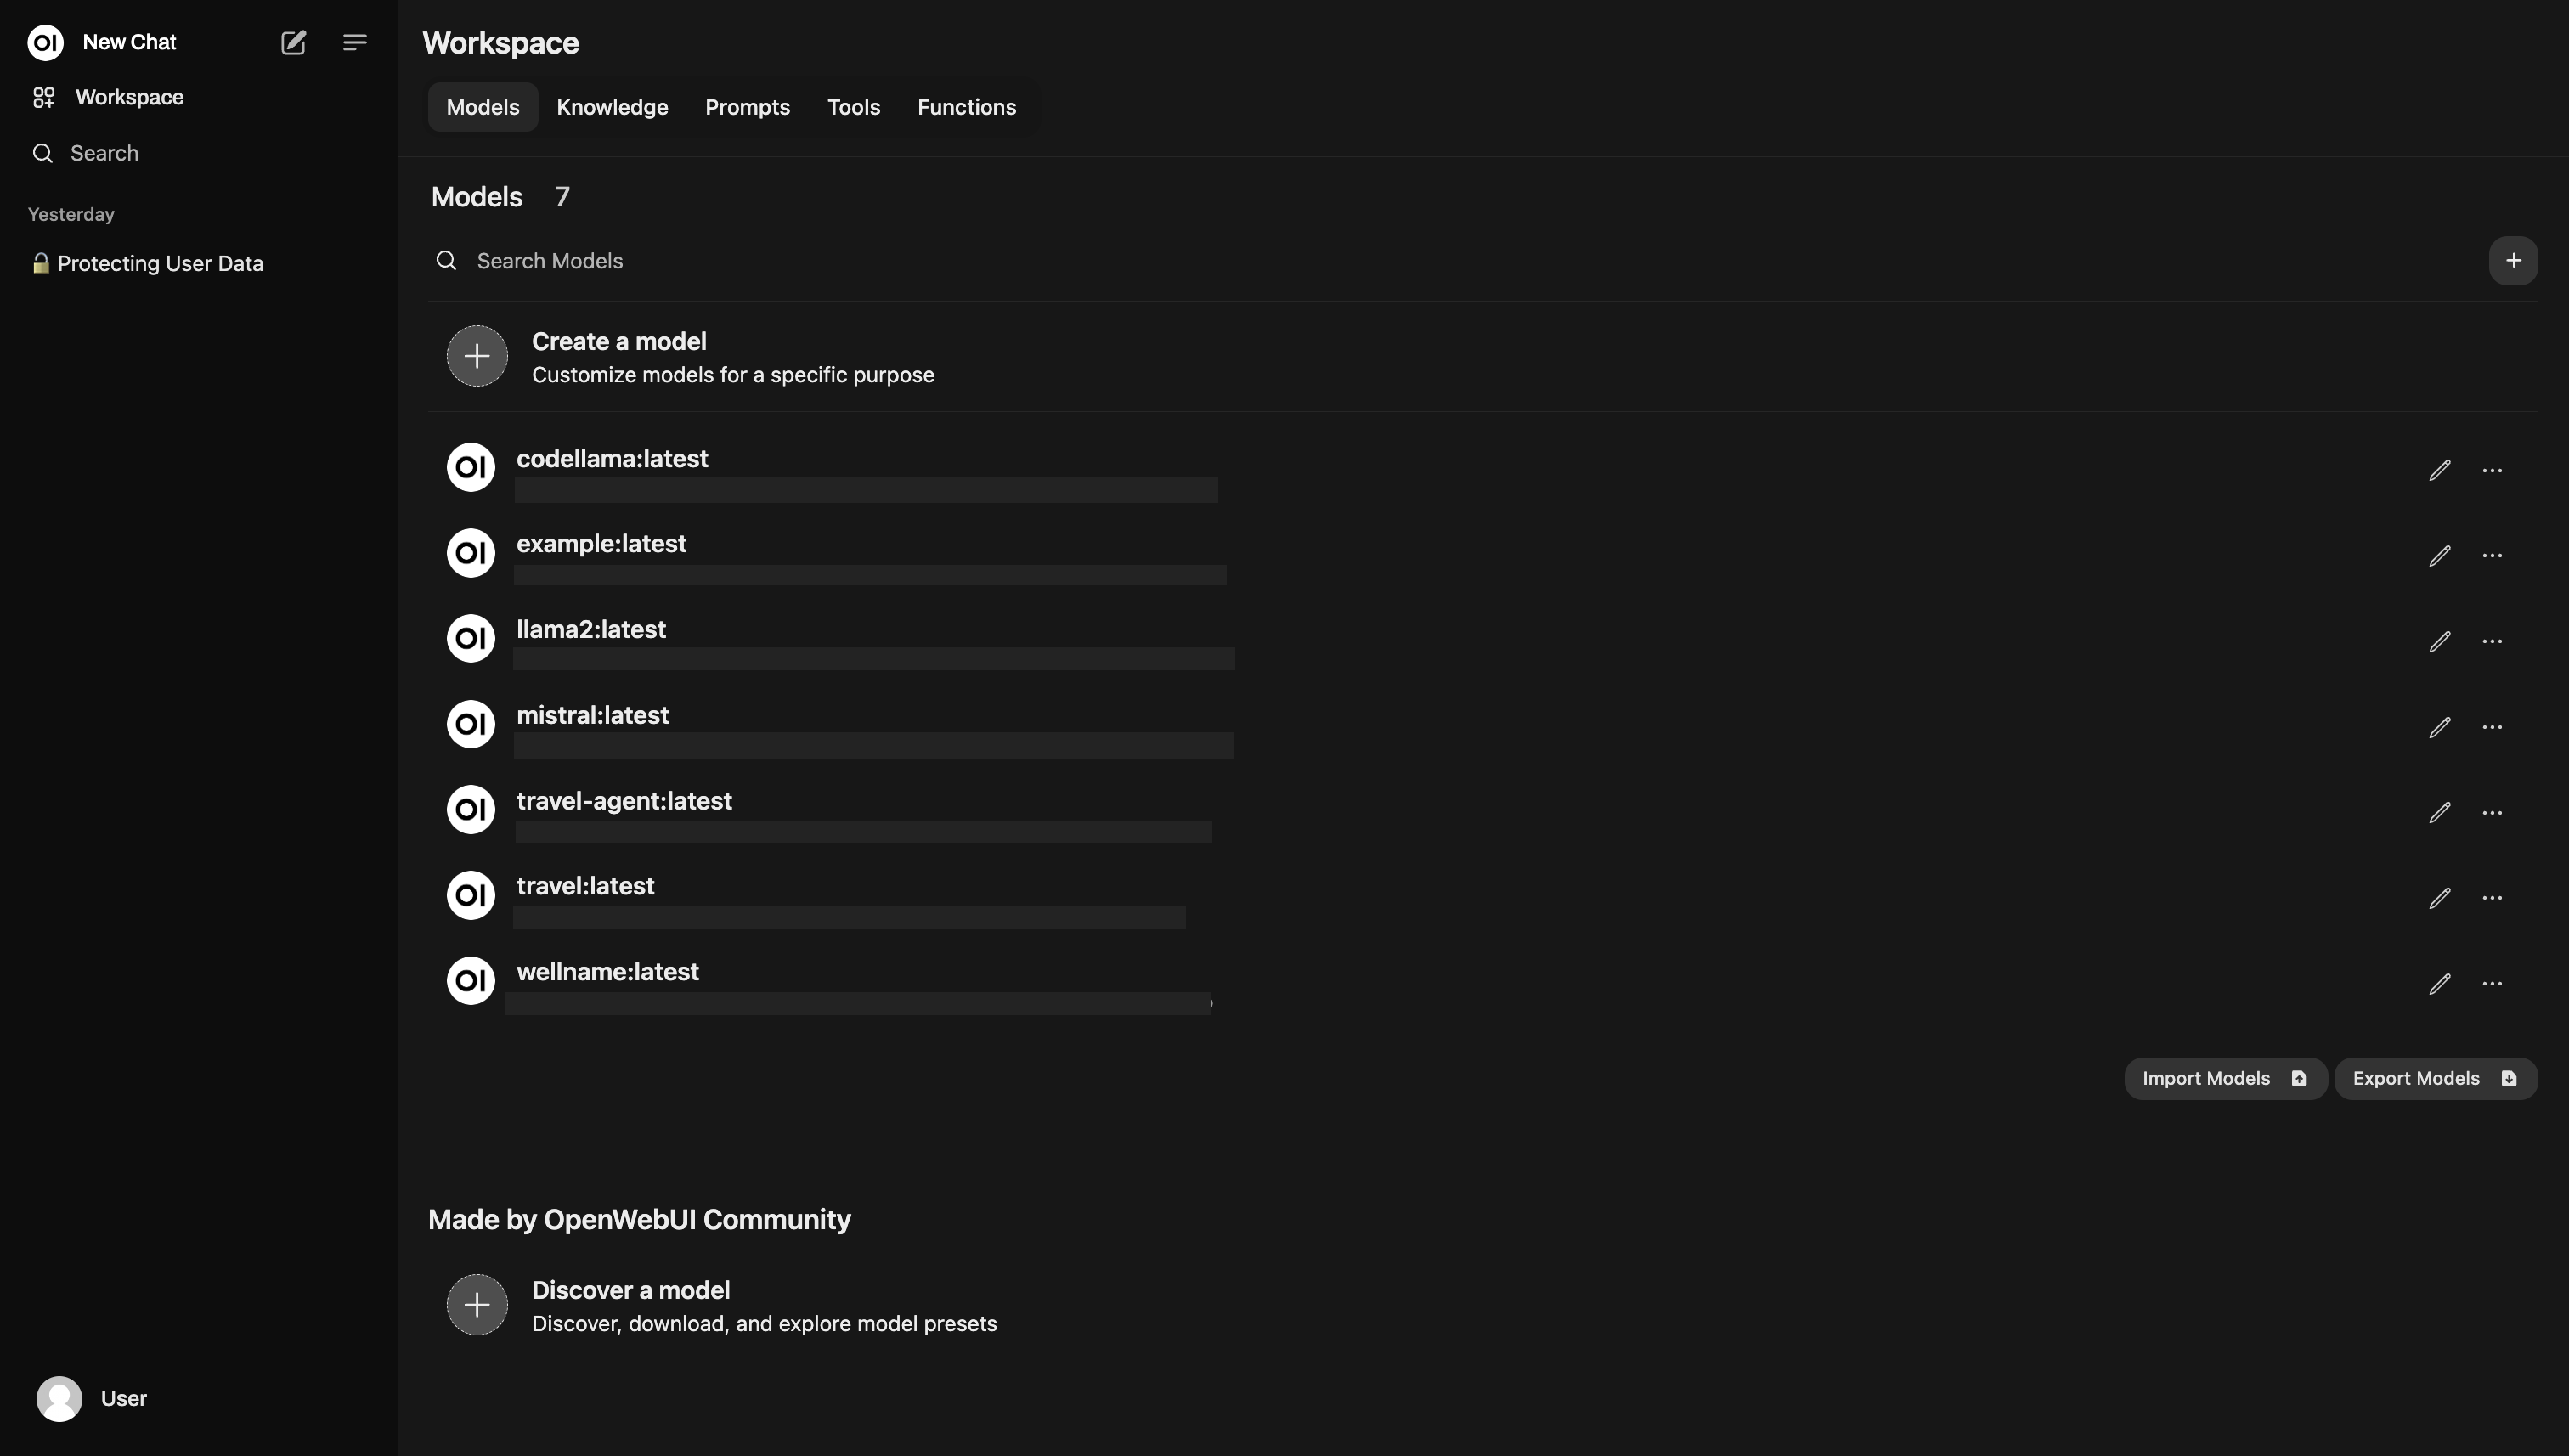 OI New Chat
Workspace
Search
Yesterday
🔒 Protecting User Data
User
Workspace
Models Knowledge Prompts Tools Functions
Models 7
Search Models
Create a model
Customize models for a specific purpose
OI codellama:latest
OI example:latest
OI llama2:latest
OI mistral:latest
OI travel-agent:latest
OI travel:latest
OI wellname:latest
Import Models Export Models
Made by OpenWebUI Community
Discover a model
Discover, download, and explore model presets